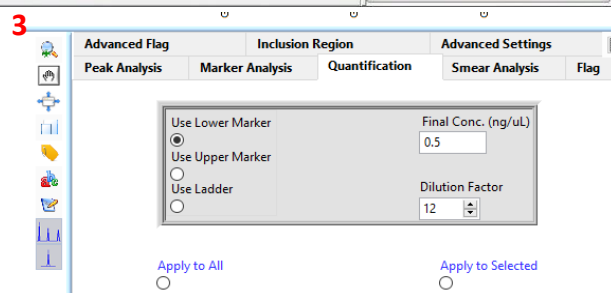 3
Advanced Flag Inclusion Region Advanced Settings
Peak Analysis Marker Analysis Quantification Smear Analysis Flag
Use Lower Marker Final Conc. (ng/uL)
0.5
Use Upper Marker
Use Ladder Dilution Factor
12
Apply to All Apply to Selected